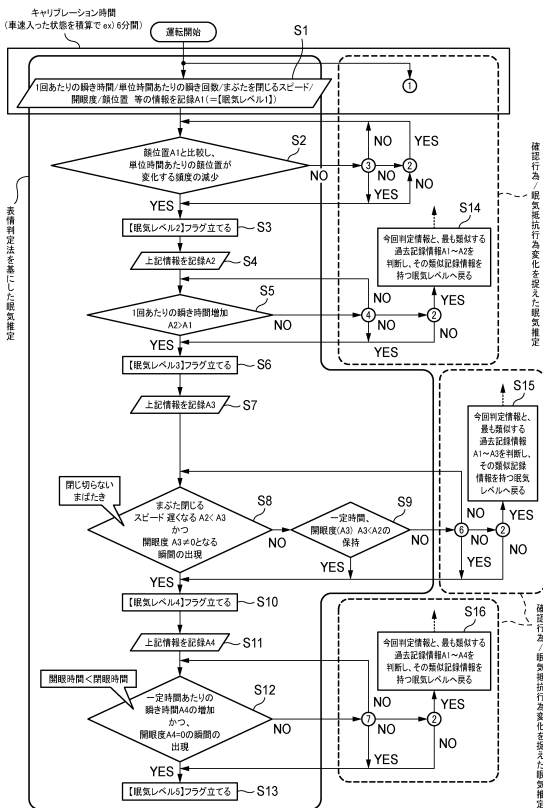 キャリブレーション時間
(車速入った状態を積算でex)6分間)
運転開始
S1
1回あたりの瞬き時間/単位時間あたりの瞬き回数/まぶたを閉じるスピード/
開眼度/顔位置 等の情報を記録A1(=【眠気レベル1】)
1
S2
顔位置A1と比較し、
単位時間あたりの顔位置が
変化する頻度の減少
NO
YES
3
NO
YES
NO
2
YES
NO
S3
【眠気レベル2】フラグ立てる
S4
上記情報を記録A2
S14
今回判定情報と、最も類似する
過去記録情報A1～A2を
判断し、その類似記録情報を
持つ眠気レベルへ戻る
S5
1回あたりの瞬き時間増加
A2>A1
NO
YES
4
NO
YES
NO
2
YES
NO
S6
【眠気レベル3】フラグ立てる
S7
上記情報を記録A3
S15
今回判定情報と、
最も類似する
過去記録情報
A1～A3を判断し、
その類似記録
情報を持つ眠気
レベルへ戻る
閉じ切らない
まばたき
S8
まぶた閉じる
スピード 遅くなる A2<A3
かつ
開眼度 A3≠0となる
瞬間の出現
NO
YES
S9
一定時間、
開眼度(A3) A3<A2の
保持
NO
YES
6
NO
YES
NO
2
YES
NO
S10
【眠気レベル4】フラグ立てる
S11
上記情報を記録A4
S16
今回判定情報と、最も類似する
過去記録情報A1～A4を
判断し、その類似記録情報を
持つ眠気レベルへ戻る
開眼時間<閉眼時間
S12
一定時間あたりの
瞬き時間A4の増加
かつ、
開眼度A4=0の瞬間の
出現
NO
YES
7
NO
YES
NO
2
YES
NO
S13
【眠気レベル5】フラグ立てる
表情判定法を基にした眠気推定
確認行為/眠気抵抗行為変化を捉えた眠気推定
確認行為/眠気抵抗行為変化を捉えた眠気推定